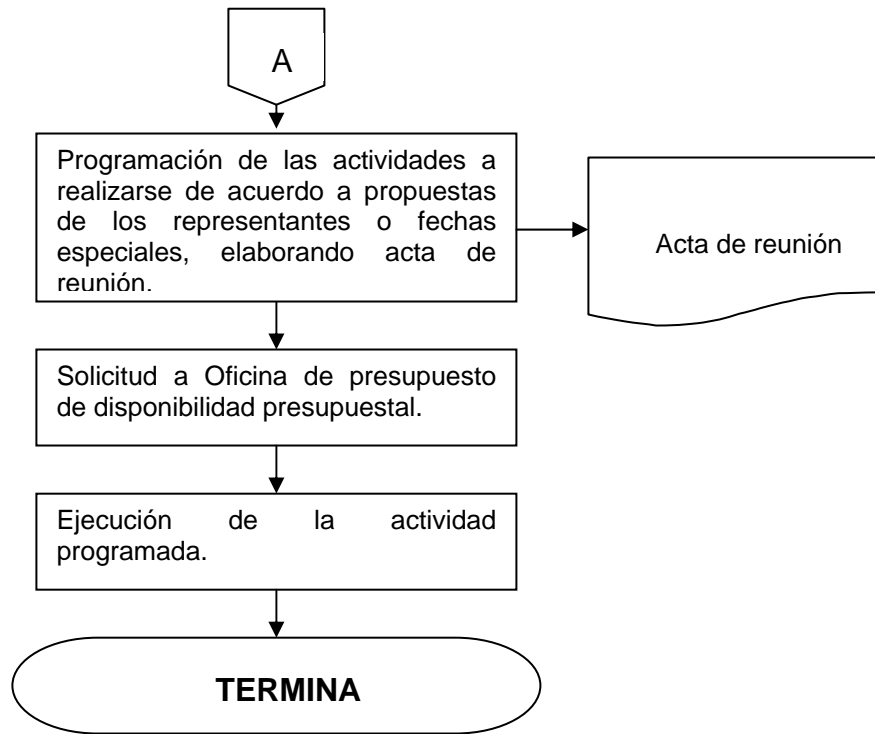 A
Programación de las actividades a
realizarse de acuerdo a propuestas
de los representantes o fechas
especiales, elaborando acta de
reunión.
Acta de reunión
Solicitud a Oficina de presupuesto
de disponibilidad presupuestal.
Ejecución de la actividad
programada.
TERMINA